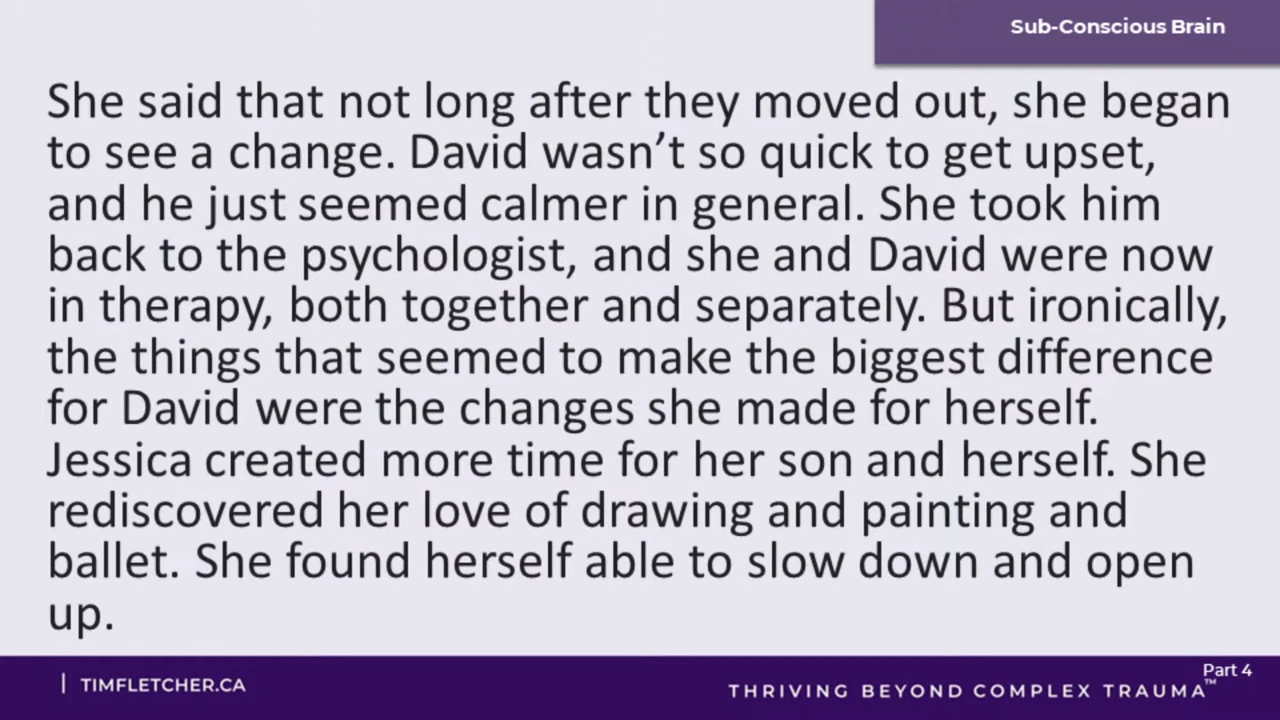 Sub-Conscious Brain
She said that not long after they moved out, she began
to see a change. David wasn’t so quick to get upset,
and he just seemed calmer in general. She took him
back to the psychologist, and she and David were now
in therapy, both together and separately. But ironically,
the things that seemed to make the biggest difference
for David were the changes she made for herself.
Jessica created more time for her son and herself. She
rediscovered her love of drawing and painting and
ballet. She found herself able to slow down and open
up.
| TIMFLETCHER.CA
THRIVING BEYOND COMPLEX TRAUMA™
Part 4